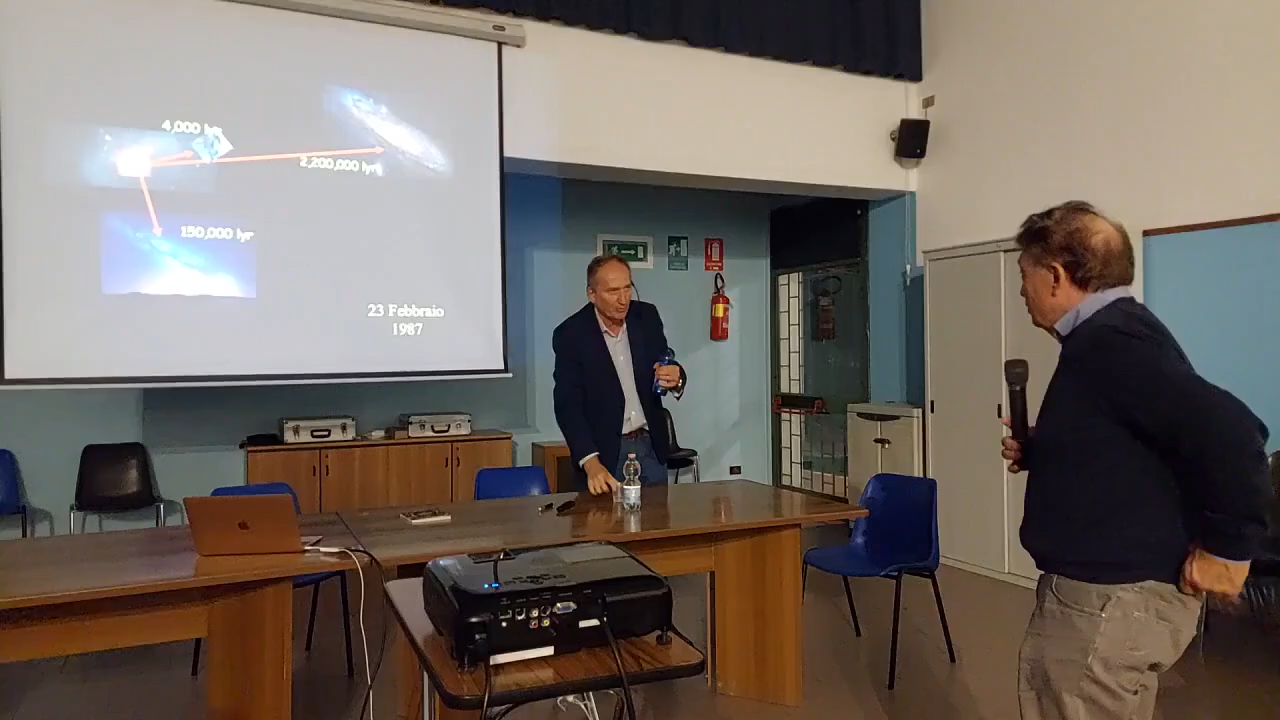 4,000 lyr
2,200,000 lyr
150,000 lyr
23 Febbraio
1987